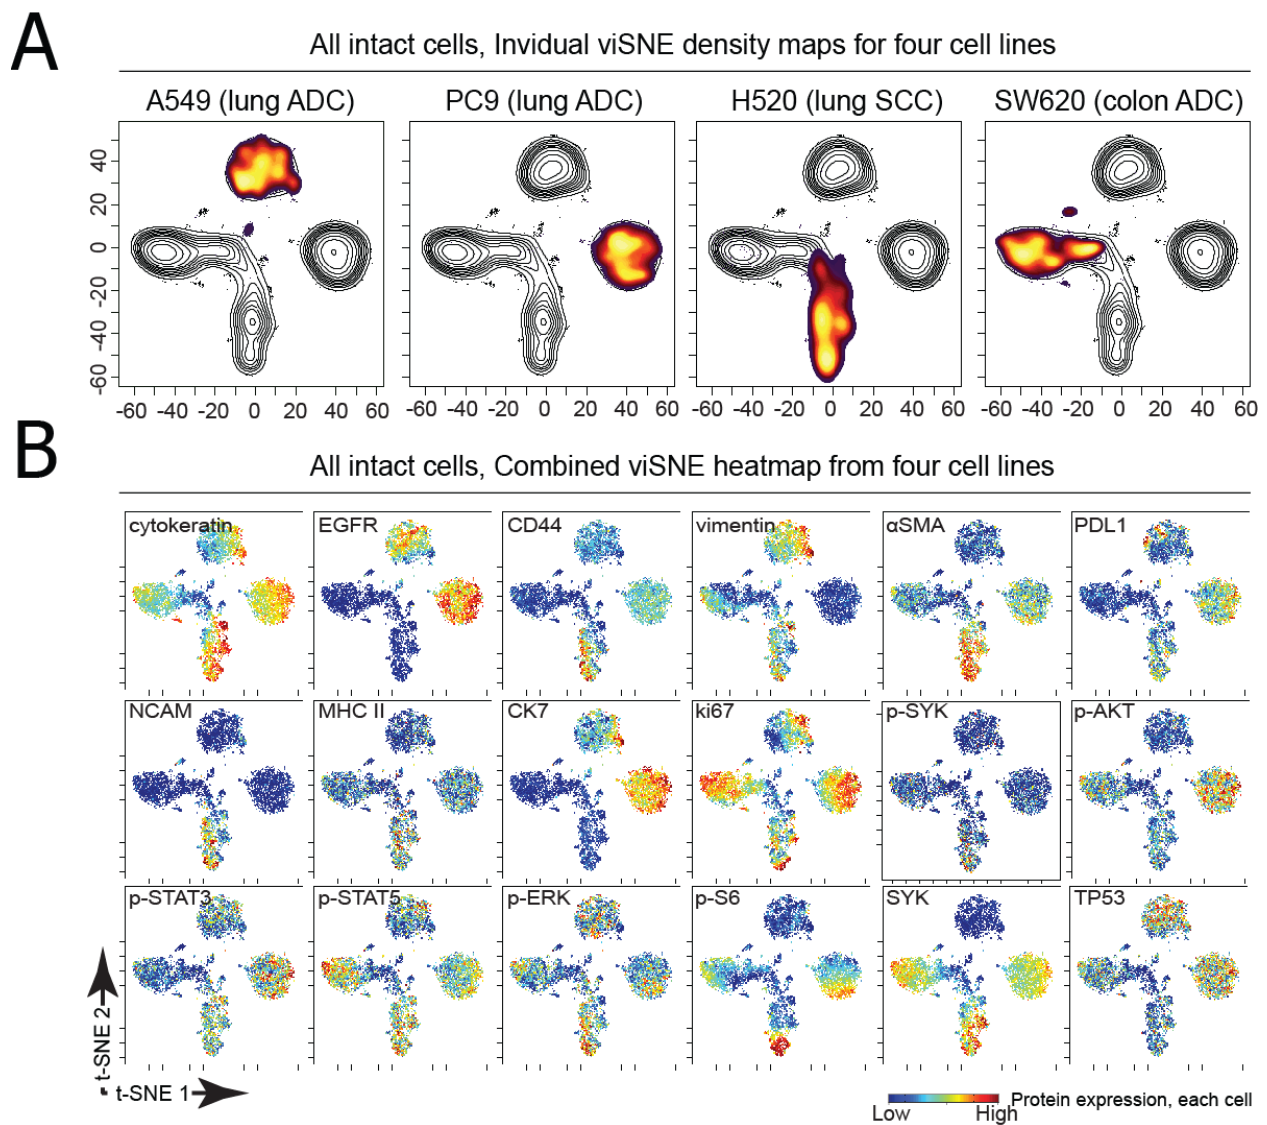 A
All intact cells, Invidual viSNE density maps for four cell lines
A549 (lung ADC) PC9 (lung ADC) H520 (lung SCC) SW620 (colon ADC)
40
20
0
-20
-40
-60
-60 -40 -20 0 20 40 60 -60 -40 -20 0 20 40 60 -60 -40 -20 0 20 40 60 -60 -40 -20 0 20 40 60
B
All intact cells, Combined viSNE heatmap from four cell lines
cytokeratin EGFR CD44 vimentin αSMA PDL1
NCAM MHC II CK7 ki67 p-SYK p-AKT
p-STAT3 p-STAT5 p-ERK p-S6 SYK TP53
t-SNE 2
t-SNE 1
Protein expression, each cell
Low High